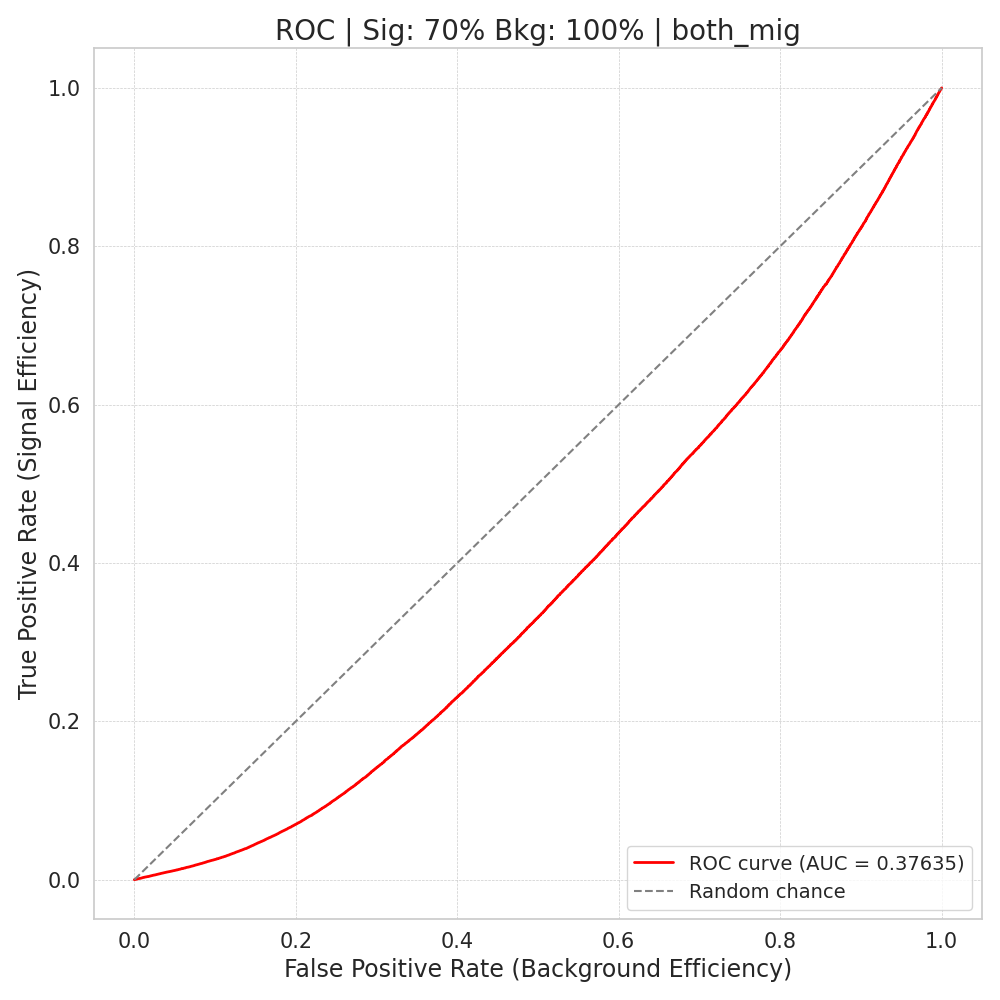 ROC | Sig: 70% Bkg: 100% | both_mig
True Positive Rate (Signal Efficiency)
1.0
0.8
0.6
0.4
0.2
0.0
0.0 0.2 0.4 0.6 0.8 1.0
False Positive Rate (Background Efficiency)
ROC curve (AUC = 0.37635)
Random chance